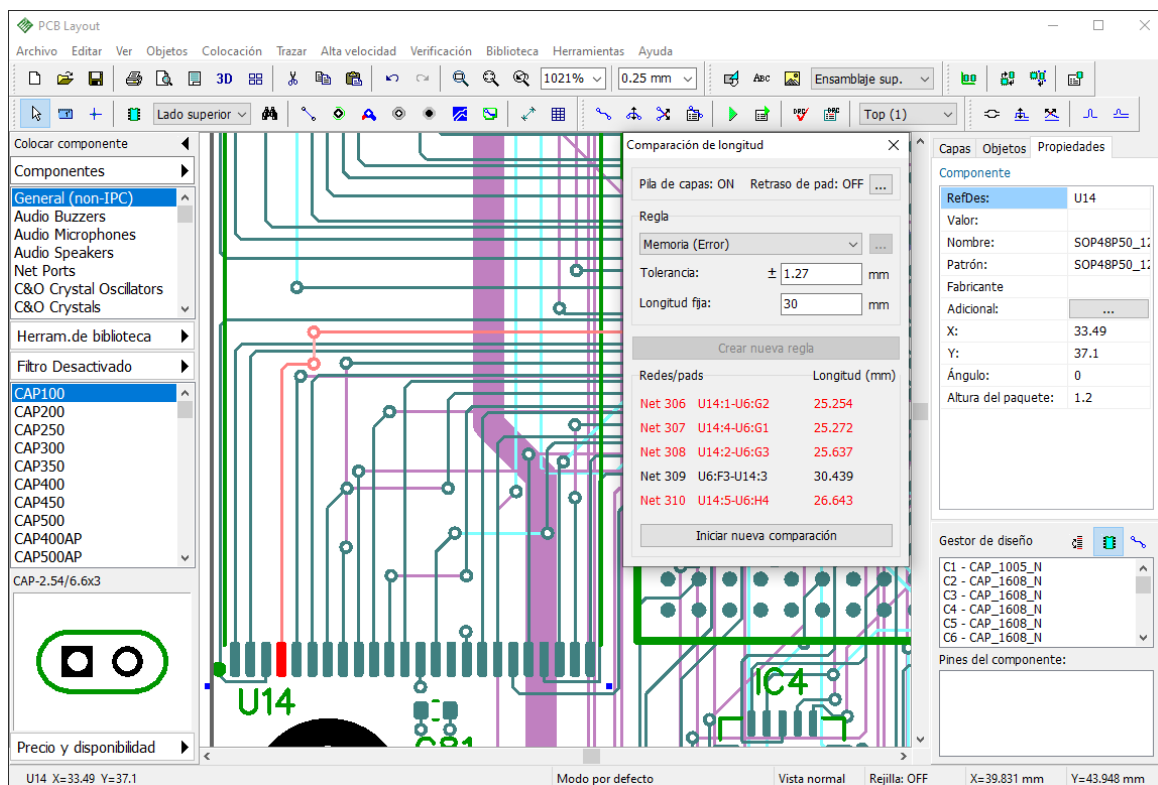 PCB Layout
Archivo Editar Ver Objetos Colocación Trazar Alta velocidad Verificación Biblioteca Herramientas Ayuda
3D 1021% 0.25 mm ABC Ensamblaje sup.
Lado superior DRC ERC Top (1)
Colocar componente
Componentes
General (non-IPC)
Audio Buzzers
Audio Microphones
Audio Speakers
Net Ports
C&O Crystal Oscillators
C&O Crystals
Herram.de biblioteca
Filtro Desactivado
CAP100
CAP200
CAP250
CAP300
CAP350
CAP400
CAP450
CAP500
CAP400AP
CAP500AP
CAP-2.54/6.6x3
Precio y disponibilidad
U14
C81
IC4
Comparación de longitud
Pila de capas: ON Retraso de pad: OFF ...
Regla
Memoria (Error) ...
Tolerancia: ± 1.27 mm
Longitud fija: 30 mm
Crear nueva regla
Redes/pads Longitud (mm)
Net 306 U14:1-U6:G2 25.254
Net 307 U14:4-U6:G1 25.272
Net 308 U14:2-U6:G3 25.637
Net 309 U6:F3-U14:3 30.439
Net 310 U14:5-U6:H4 26.643
Iniciar nueva comparación
Capas Objetos Propiedades
Componente
RefDes: U14
Valor:
Nombre: SOP48P50_12
Patrón: SOP48P50_12
Fabricante
Adicional: ...
X: 33.49
Y: 37.1
Ángulo: 0
Altura del paquete: 1.2
Gestor de diseño
C1 - CAP_1005_N
C2 - CAP_1608_N
C3 - CAP_1608_N
C4 - CAP_1608_N
C5 - CAP_1608_N
C6 - CAP_1608_N
Pines del componente:
U14 X=33.49 Y=37.1 Modo por defecto Vista normal Rejilla: OFF X=39.831 mm Y=43.948 mm